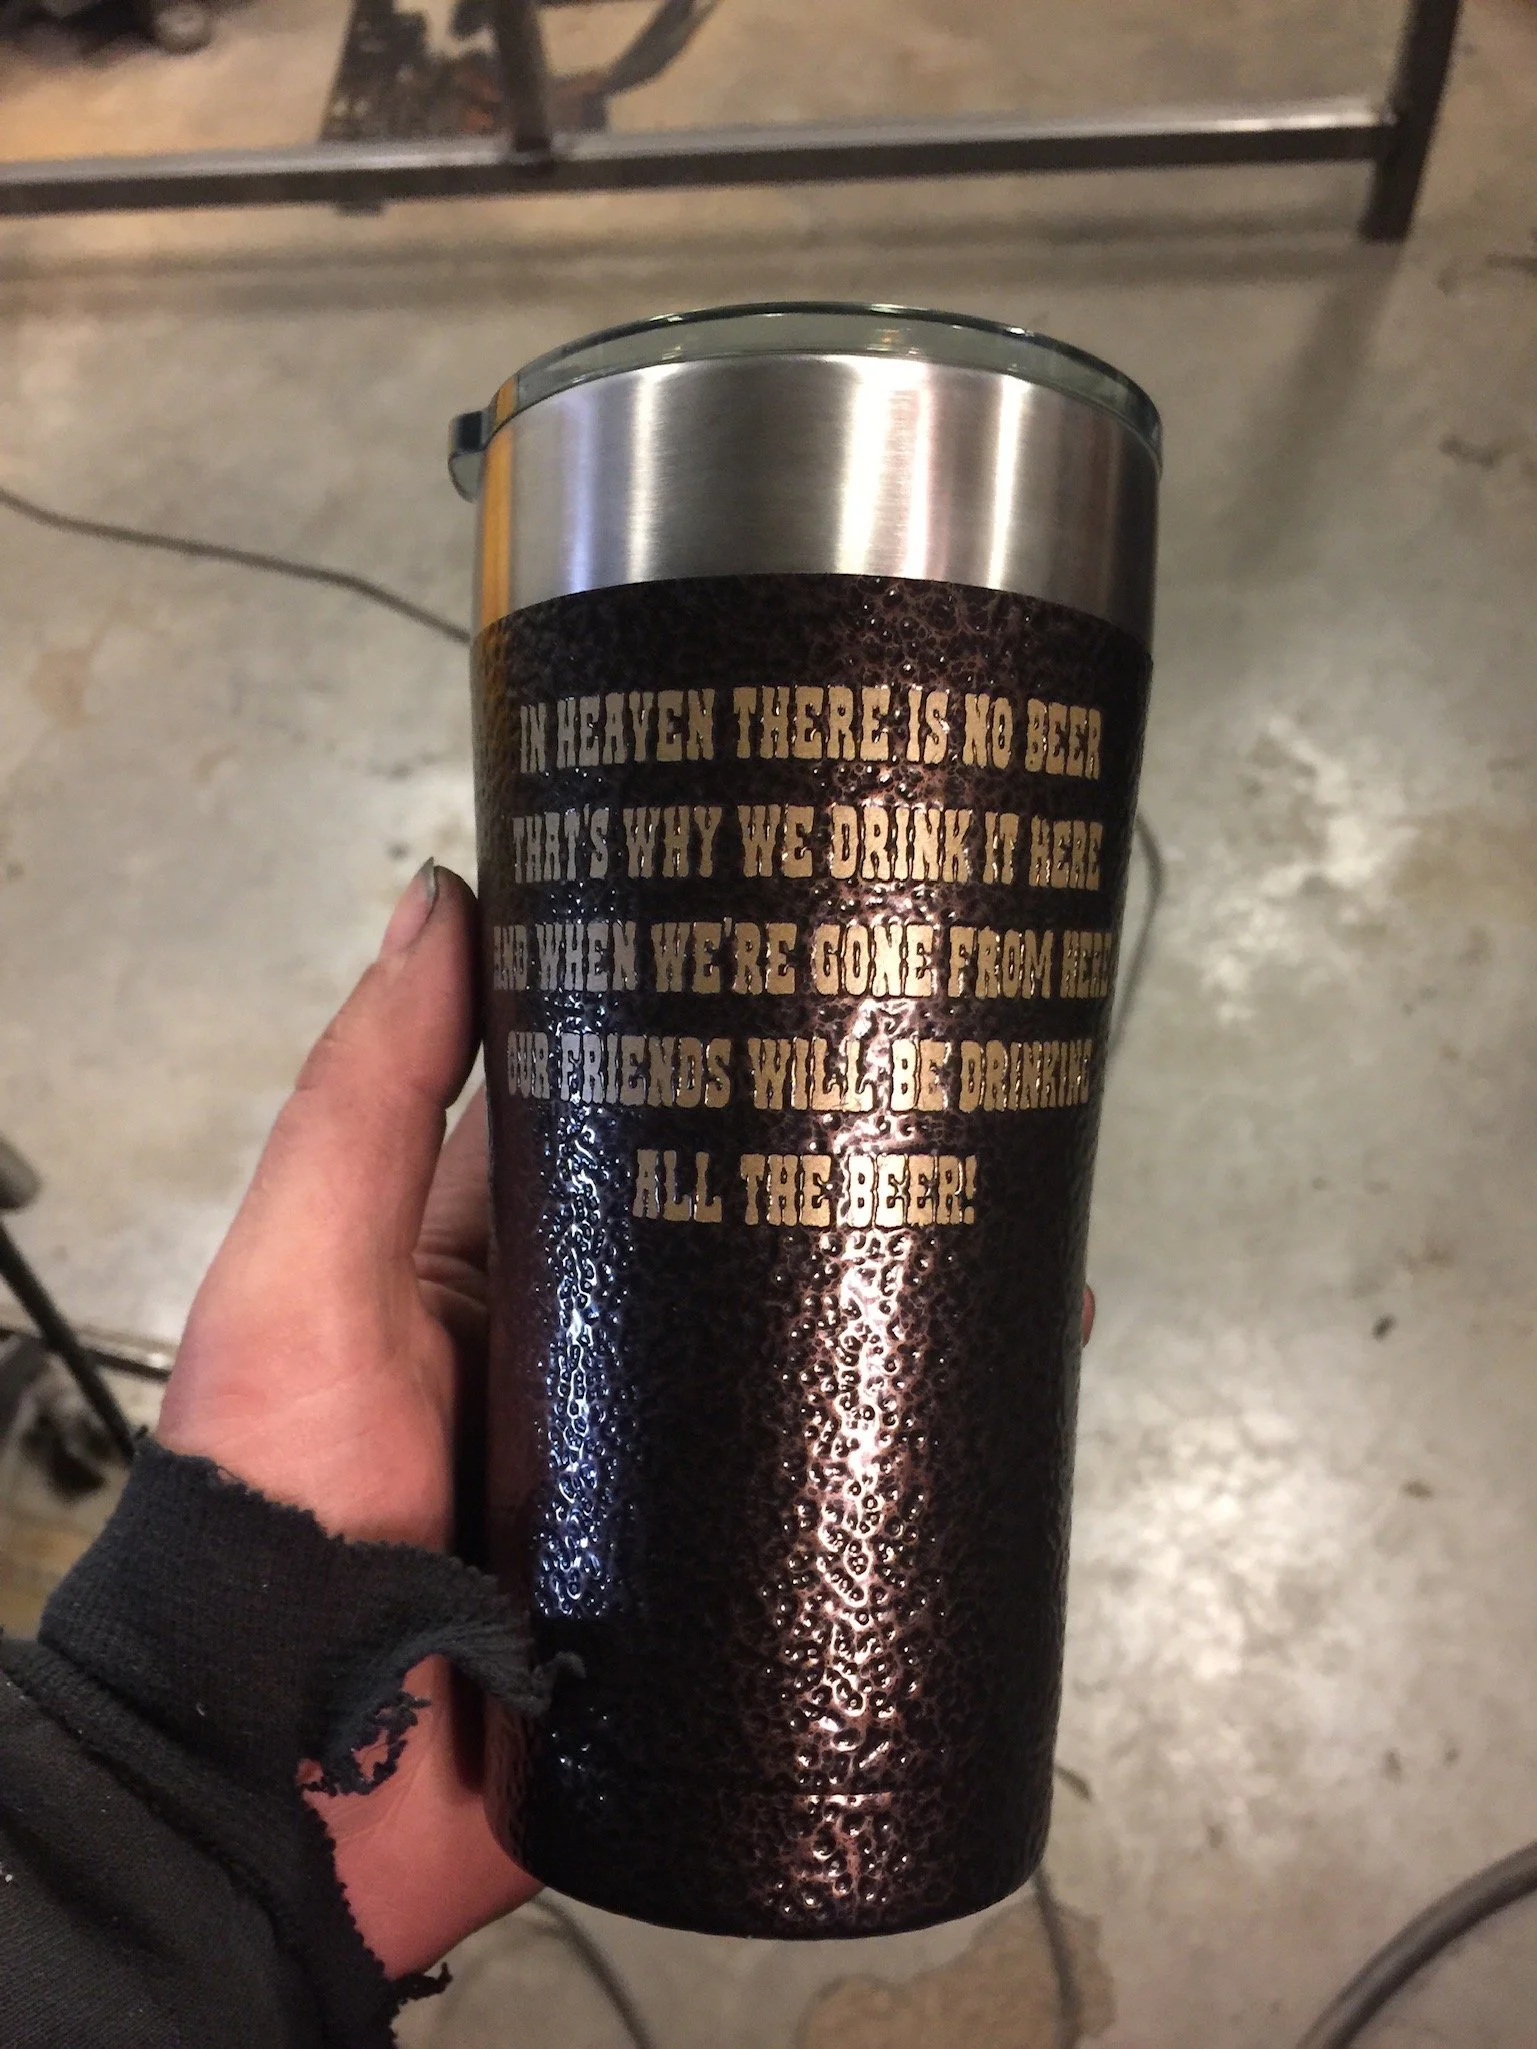 IN HEAVEN THERE IS NO BEER
THAT'S WHY WE DRINK IT HERE
AND WHEN WE'RE GONE FROM HERE
OUR FRIENDS WILL BE DRINKING
ALL THE BEER!